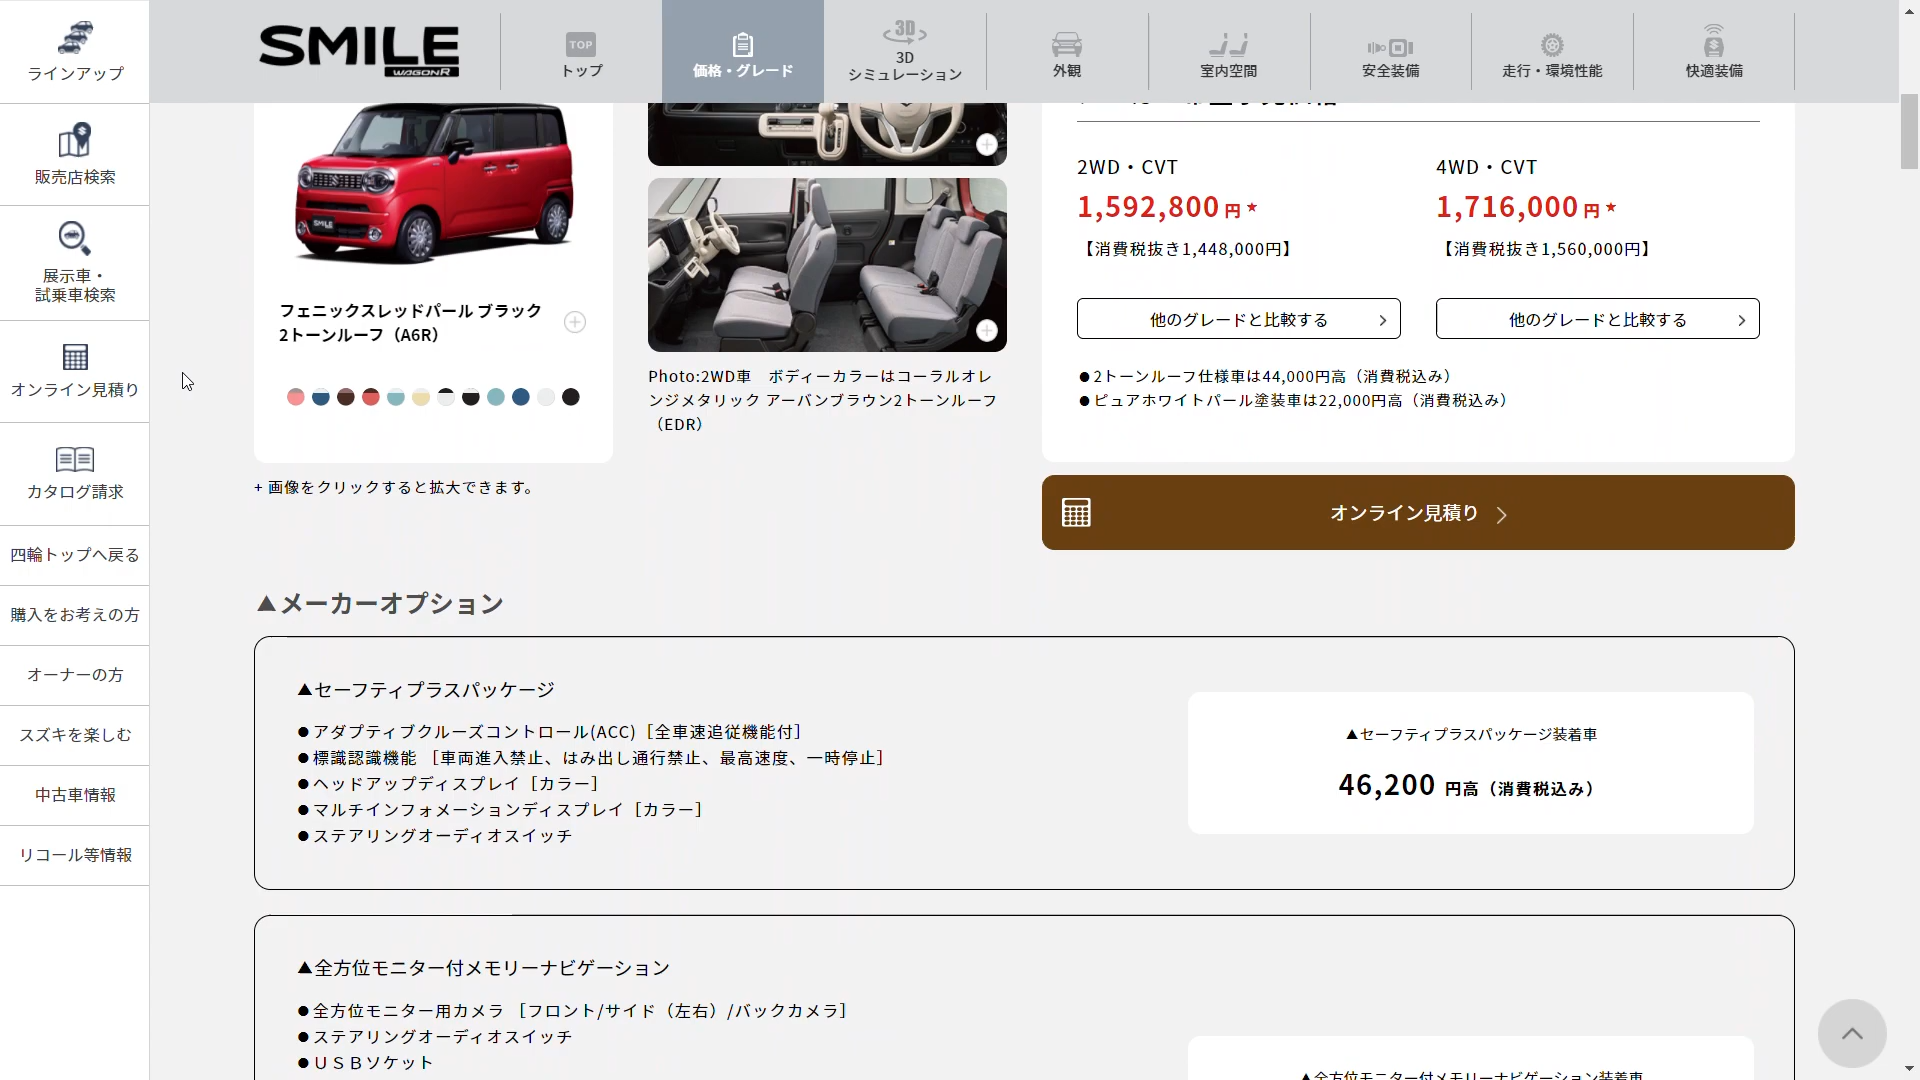 ラインアップ
販売店検索
展示車・
試乗車検索
オンライン見積り
カタログ請求
四輪トップへ戻る
購入をお考えの方
オーナーの方
スズキを楽しむ
中古車情報
リコール等情報
SMILE
WAGONR
TOP
トップ
価格・グレード
3D
3D
シミュレーション
外観
室内空間
安全装備
走行・環境性能
快適装備
SMILE
フェニックスレッドパール ブラック
2トーンルーフ（A6R）
+ 画像をクリックすると拡大できます。
Photo:2WD車　ボディーカラーはコーラルオレ
ンジメタリック アーバンブラウン2トーンルーフ
（EDR）
2WD・CVT
1,592,800 円 ★
【消費税抜き1,448,000円】
他のグレードと比較する
4WD・CVT
1,716,000 円 ★
【消費税抜き1,560,000円】
他のグレードと比較する
●2トーンルーフ仕様車は44,000円高（消費税込み）
●ピュアホワイトパール塗装車は22,000円高（消費税込み）
オンライン見積り
▲メーカーオプション
▲セーフティプラスパッケージ
●アダプティブクルーズコントロール(ACC)［全車速追従機能付］
●標識認識機能 ［車両進入禁止、はみ出し通行禁止、最高速度、一時停止］
●ヘッドアップディスプレイ［カラー］
●マルチインフォメーションディスプレイ［カラー］
●ステアリングオーディオスイッチ
▲セーフティプラスパッケージ装着車
46,200 円高（消費税込み）
▲全方位モニター付メモリーナビゲーション
●全方位モニター用カメラ ［フロント/サイド（左右）/バックカメラ］
●ステアリングオーディオスイッチ
●ＵＳＢソケット
▲全方位モニター付メモリーナビゲーション装着車